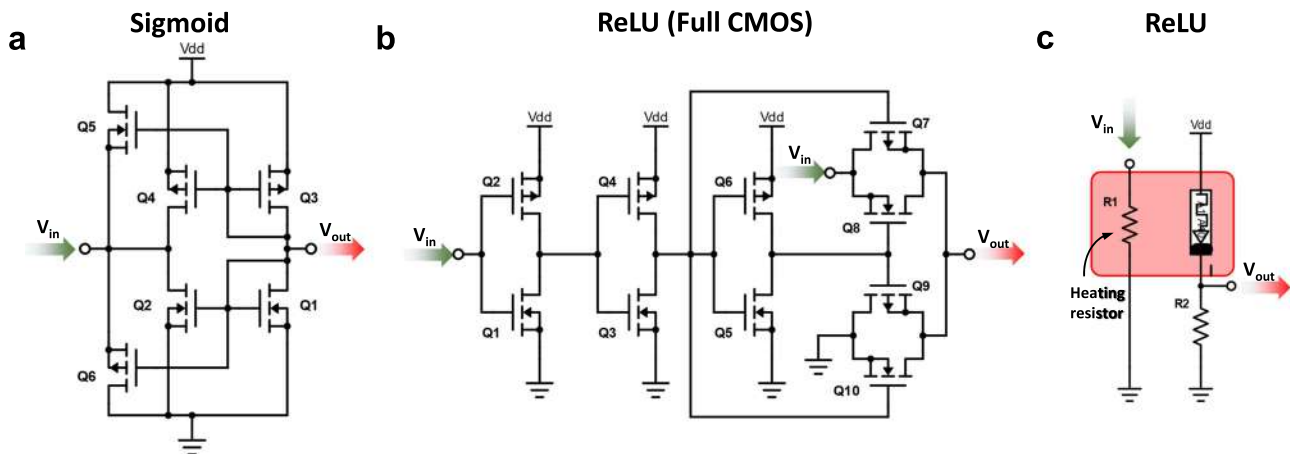 Sigmoid
ReLU (Full CMOS)
ReLU
a
b
c
Vdd
Q5
Q4
Q3
Vin
Vout
Q2
Q1
Q6
Vdd
Vdd
Vdd
Q2
Q4
Q6
Vin
Q7
Q8
Vin
Vout
Q9
Q1
Q3
Q5
Q10
Vin
Vdd
R1
Vout
Heating
resistor
R2